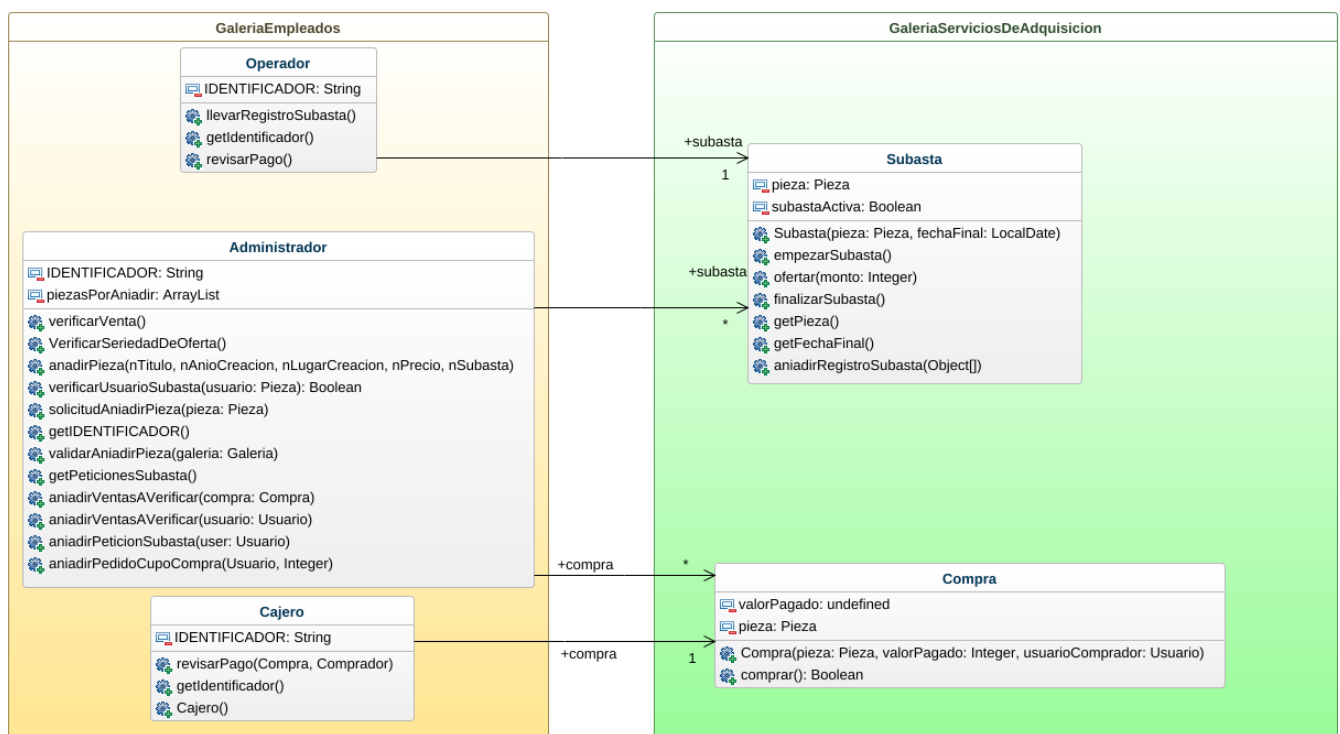 GaleriaEmpleados
Operador
IDENTIFICADOR: String
llevarRegistroSubasta()
getIdentificador()
revisarPago()
Administrador
IDENTIFICADOR: String
piezasPorAniadir: ArrayList
verificarVenta()
VerificarSeriedadDeOferta()
anadirPieza(nTitulo, nAnioCreacion, nLugarCreacion, nPrecio, nSubasta)
verificarUsuarioSubasta(usuario: Pieza): Boolean
solicitudAniadirPieza(pieza: Pieza)
getIDENTIFICADOR()
validarAniadirPieza(galeria: Galeria)
getPeticionesSubasta()
aniadirVentasAVerificar(compra: Compra)
aniadirVentasAVerificar(usuario: Usuario)
aniadirPeticionSubasta(user: Usuario)
aniadirPedidoCupoCompra(Usuario, Integer)
Cajero
IDENTIFICADOR: String
revisarPago(Compra, Comprador)
getIdentificador()
Cajero()
+subasta
1
+subasta
*
+compra
*
+compra
1
GaleriaServiciosDeAdquisicion
Subasta
pieza: Pieza
subastaActiva: Boolean
Subasta(pieza: Pieza, fechaFinal: LocalDate)
empezarSubasta()
ofertar(monto: Integer)
finalizarSubasta()
getPieza()
getFechaFinal()
aniadirRegistroSubasta(Object[])
Compra
valorPagado: undefined
pieza: Pieza
Compra(pieza: Pieza, valorPagado: Integer, usuarioComprador: Usuario)
comprar(): Boolean